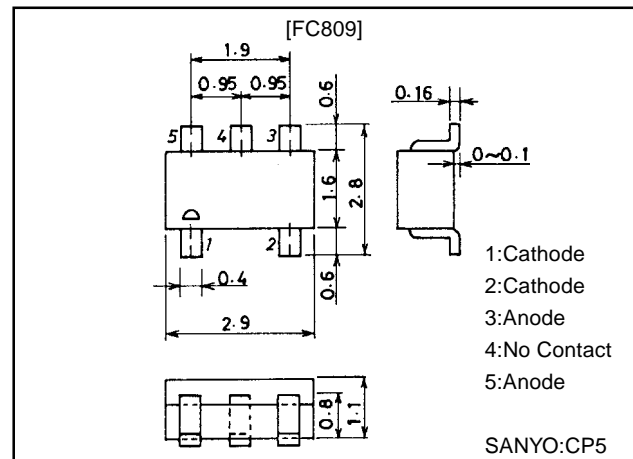 [FC809]
1.9
0.95 0.95
0.6
0.16
5 4 3
0~0.1
1.6
2.8
1 2
0.6
0.4
2.9
1:Cathode
2:Cathode
3:Anode
4:No Contact
5:Anode
0.8
1.1
SANYO:CP5